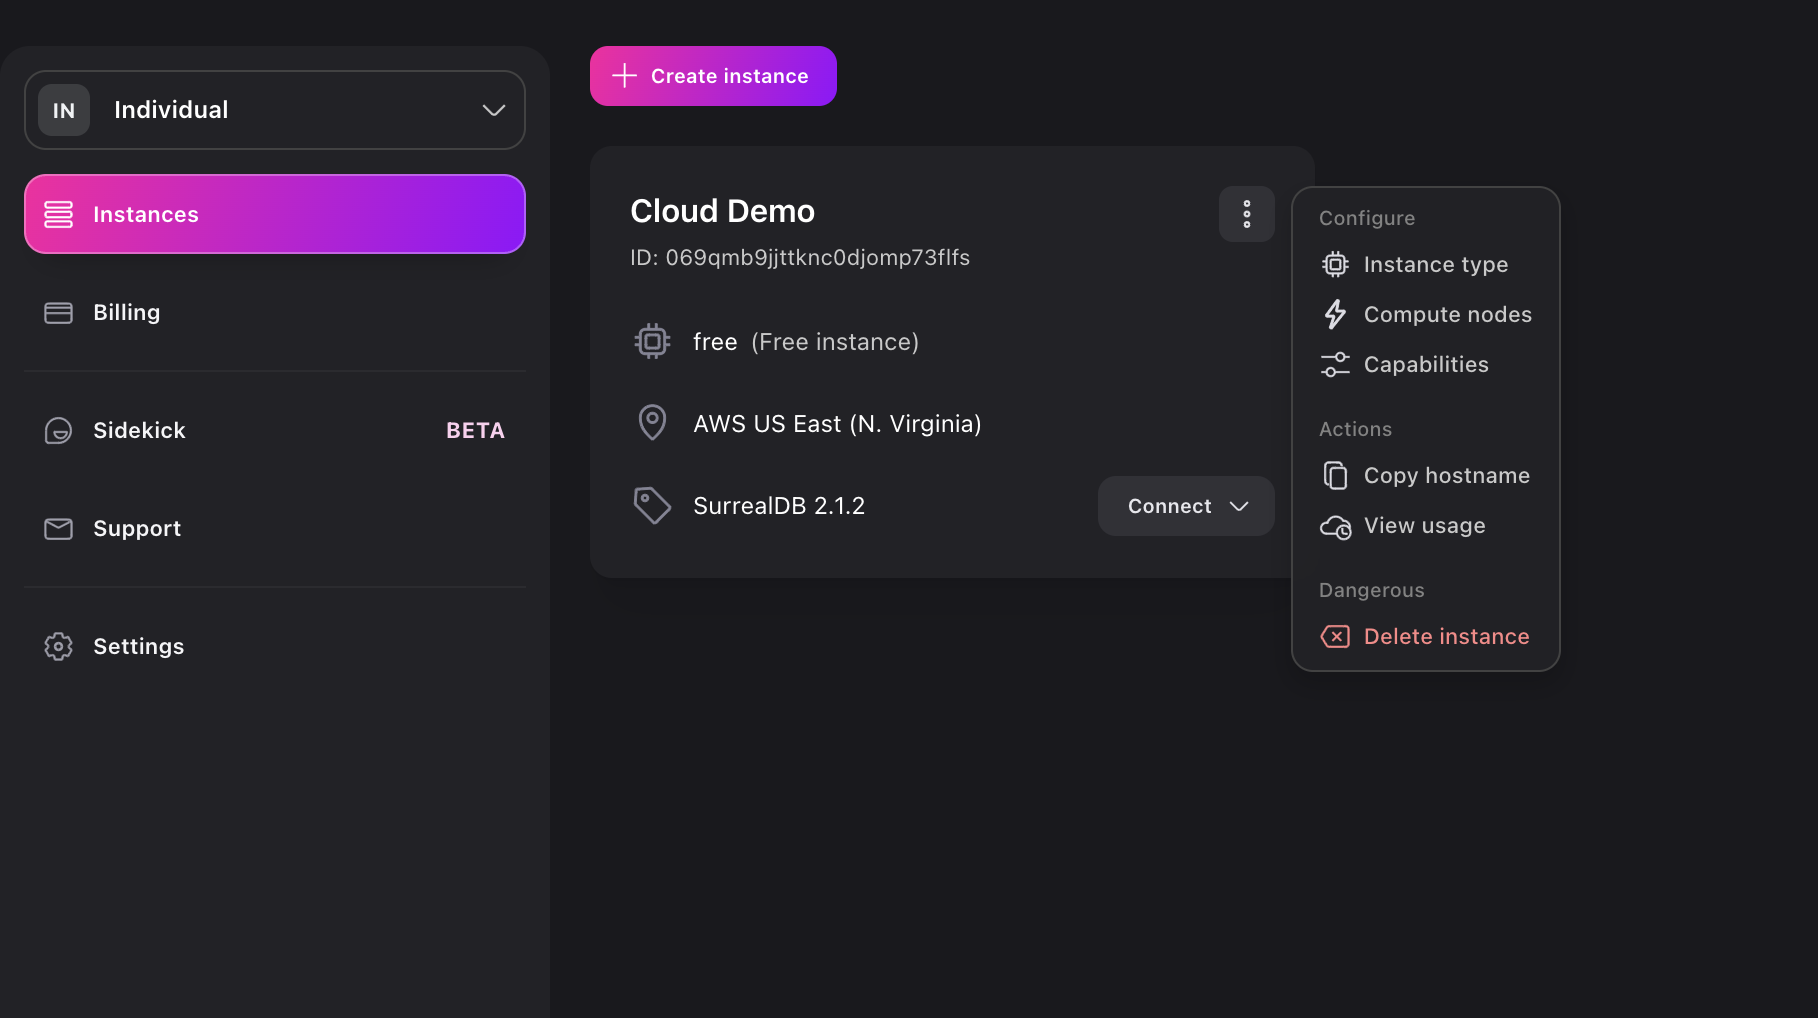 IN Individual
Instances
Billing
Sidekick BETA
Support
Settings
Create instance
Cloud Demo
ID: 069qmb9jjttknc0djomp73flfs
free (Free instance)
AWS US East (N. Virginia)
SurrealDB 2.1.2
Connect
Configure
Instance type
Compute nodes
Capabilities
Actions
Copy hostname
View usage
Dangerous
Delete instance